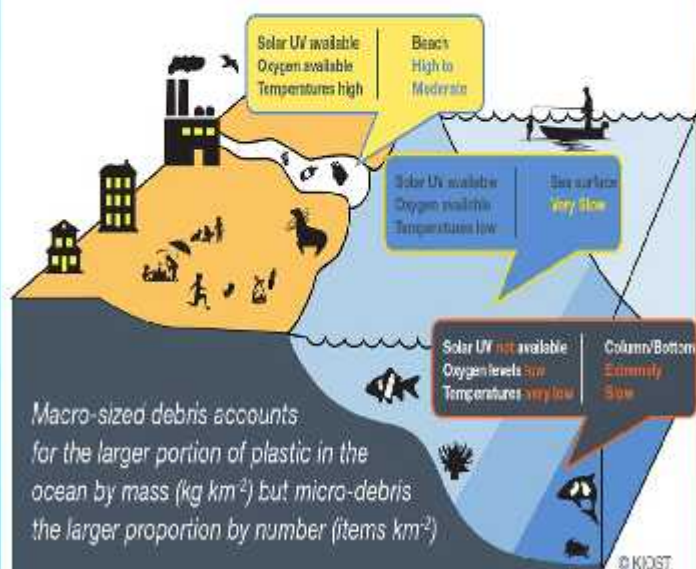 Solar UV available Beach
Oxygen available High to
Temperatures high Moderate
Solar UV available Sea surface
Oxygen available Very Slow
Temperatures low
Solar UV not available Column/Bottom
Oxygen levels low Extremely
Temperatures very low Slow
Macro-sized debris accounts
for the larger portion of plastic in the
ocean by mass (kg km⁻²) but micro-debris
the larger proportion by number (items km⁻²)
© KIOST